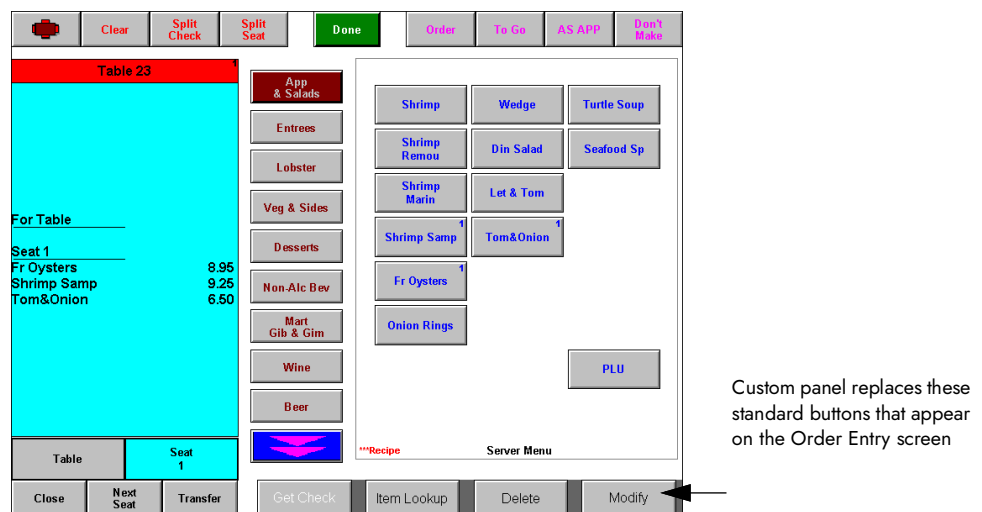 Clear
Split
Check
Split
Seat
Done
Order
To Go
AS APP
Don't
Make
Table 23
1
For Table
Seat 1
Fr Oysters 8.95
Shrimp Samp 9.25
Tom&Onion 6.50
Table
Seat
1
Close
Next
Seat
Transfer
App
& Salads
Entrees
Lobster
Veg & Sides
Desserts
Non-Alc Bev
Mart
Gib & Gim
Wine
Beer
Shrimp
Wedge
Turtle Soup
Shrimp
Remou
Din Salad
Seafood Sp
Shrimp
Marin
Let & Tom
Shrimp Samp 1
Tom&Onion 1
Fr Oysters 1
Onion Rings
PLU
***Recipe
Server Menu
Get Check
Item Lookup
Delete
Modify
Custom panel replaces these
standard buttons that appear
on the Order Entry screen